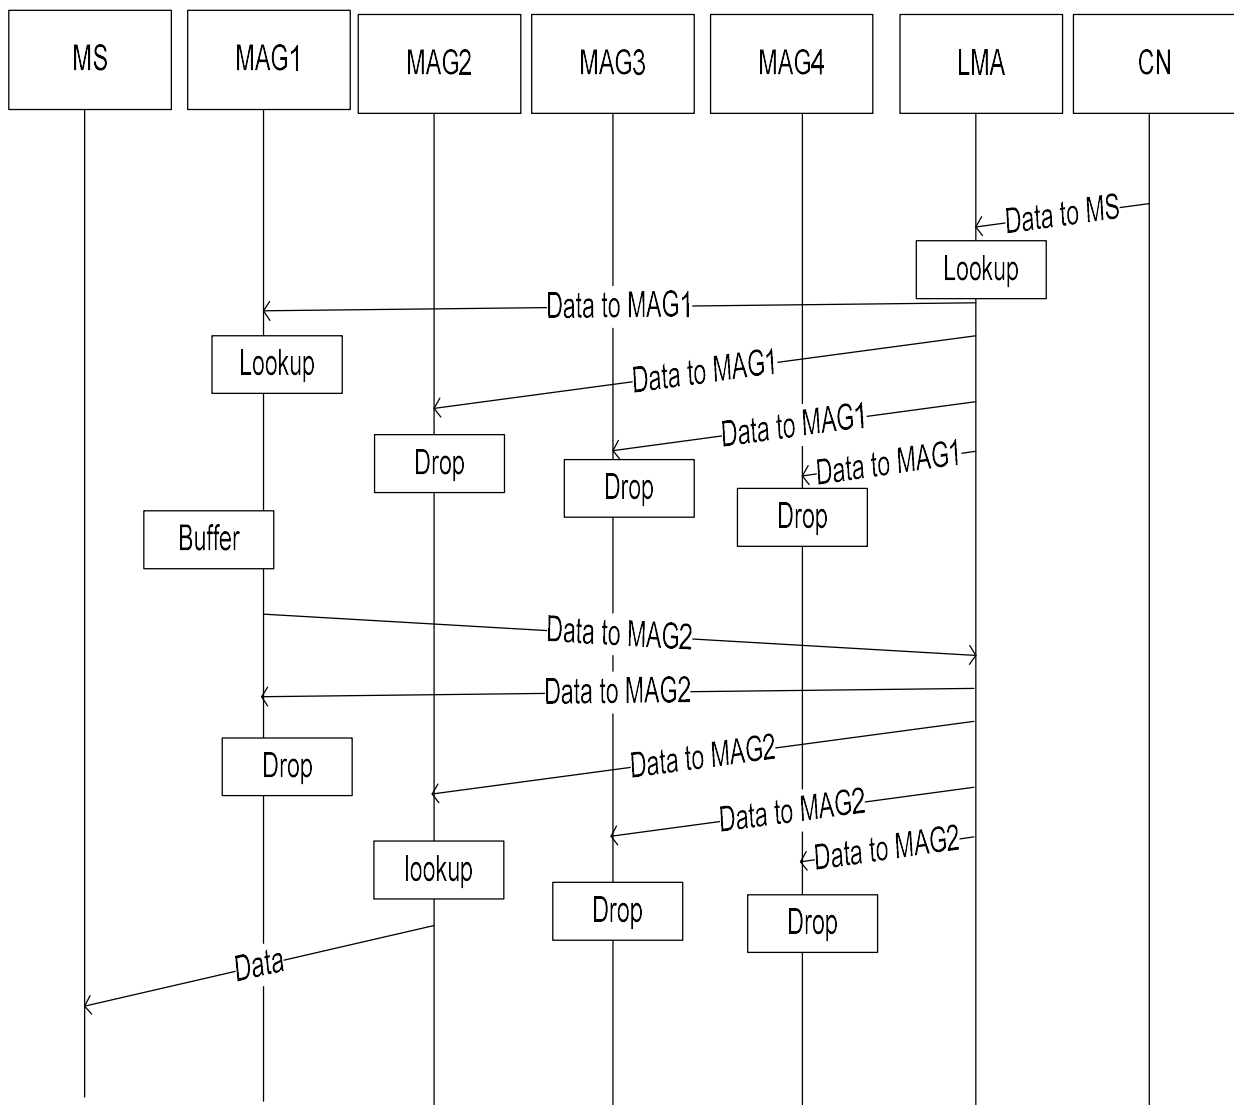 MS
MAG1
MAG2
MAG3
MAG4
LMA
CN
Data to MS
Lookup
Data to MAG1
Lookup
Data to MAG1
Data to MAG1
Data to MAG1
Drop
Drop
Drop
Buffer
Data to MAG2
Data to MAG2
Drop
Data to MAG2
Data to MAG2
Data to MAG2
lookup
Drop
Drop
Data